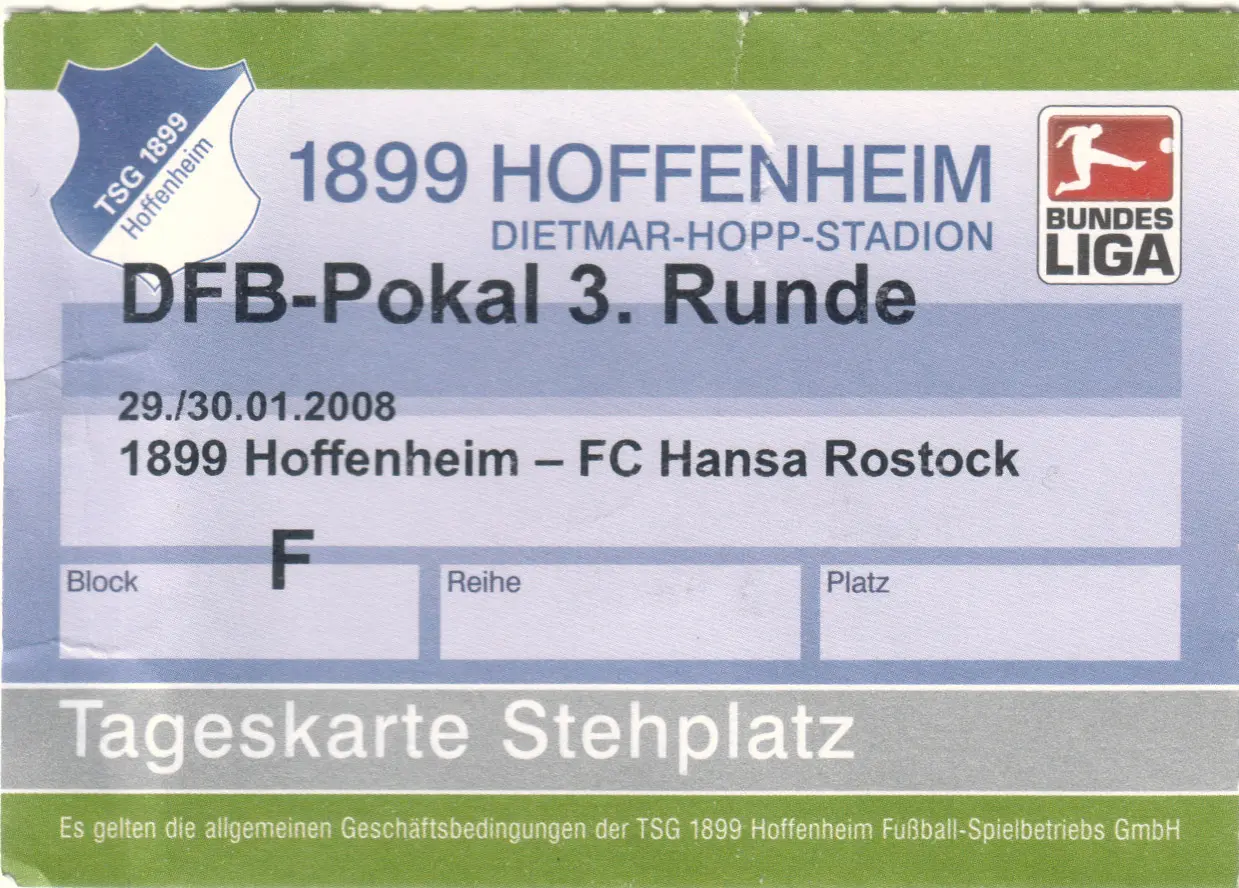 TSG 1899
Hoffenheim
1899 HOFFENHEIM
DIETMAR-HOPP-STADION
BUNDES
LIGA
DFB-Pokal 3. Runde
29./30.01.2008
1899 Hoffenheim – FC Hansa Rostock
F
Block
Reihe
Platz
Tageskarte Stehplatz
Es gelten die allgemeinen Geschäftsbedingungen der TSG 1899 Hoffenheim Fußball-Spielbetriebs GmbH